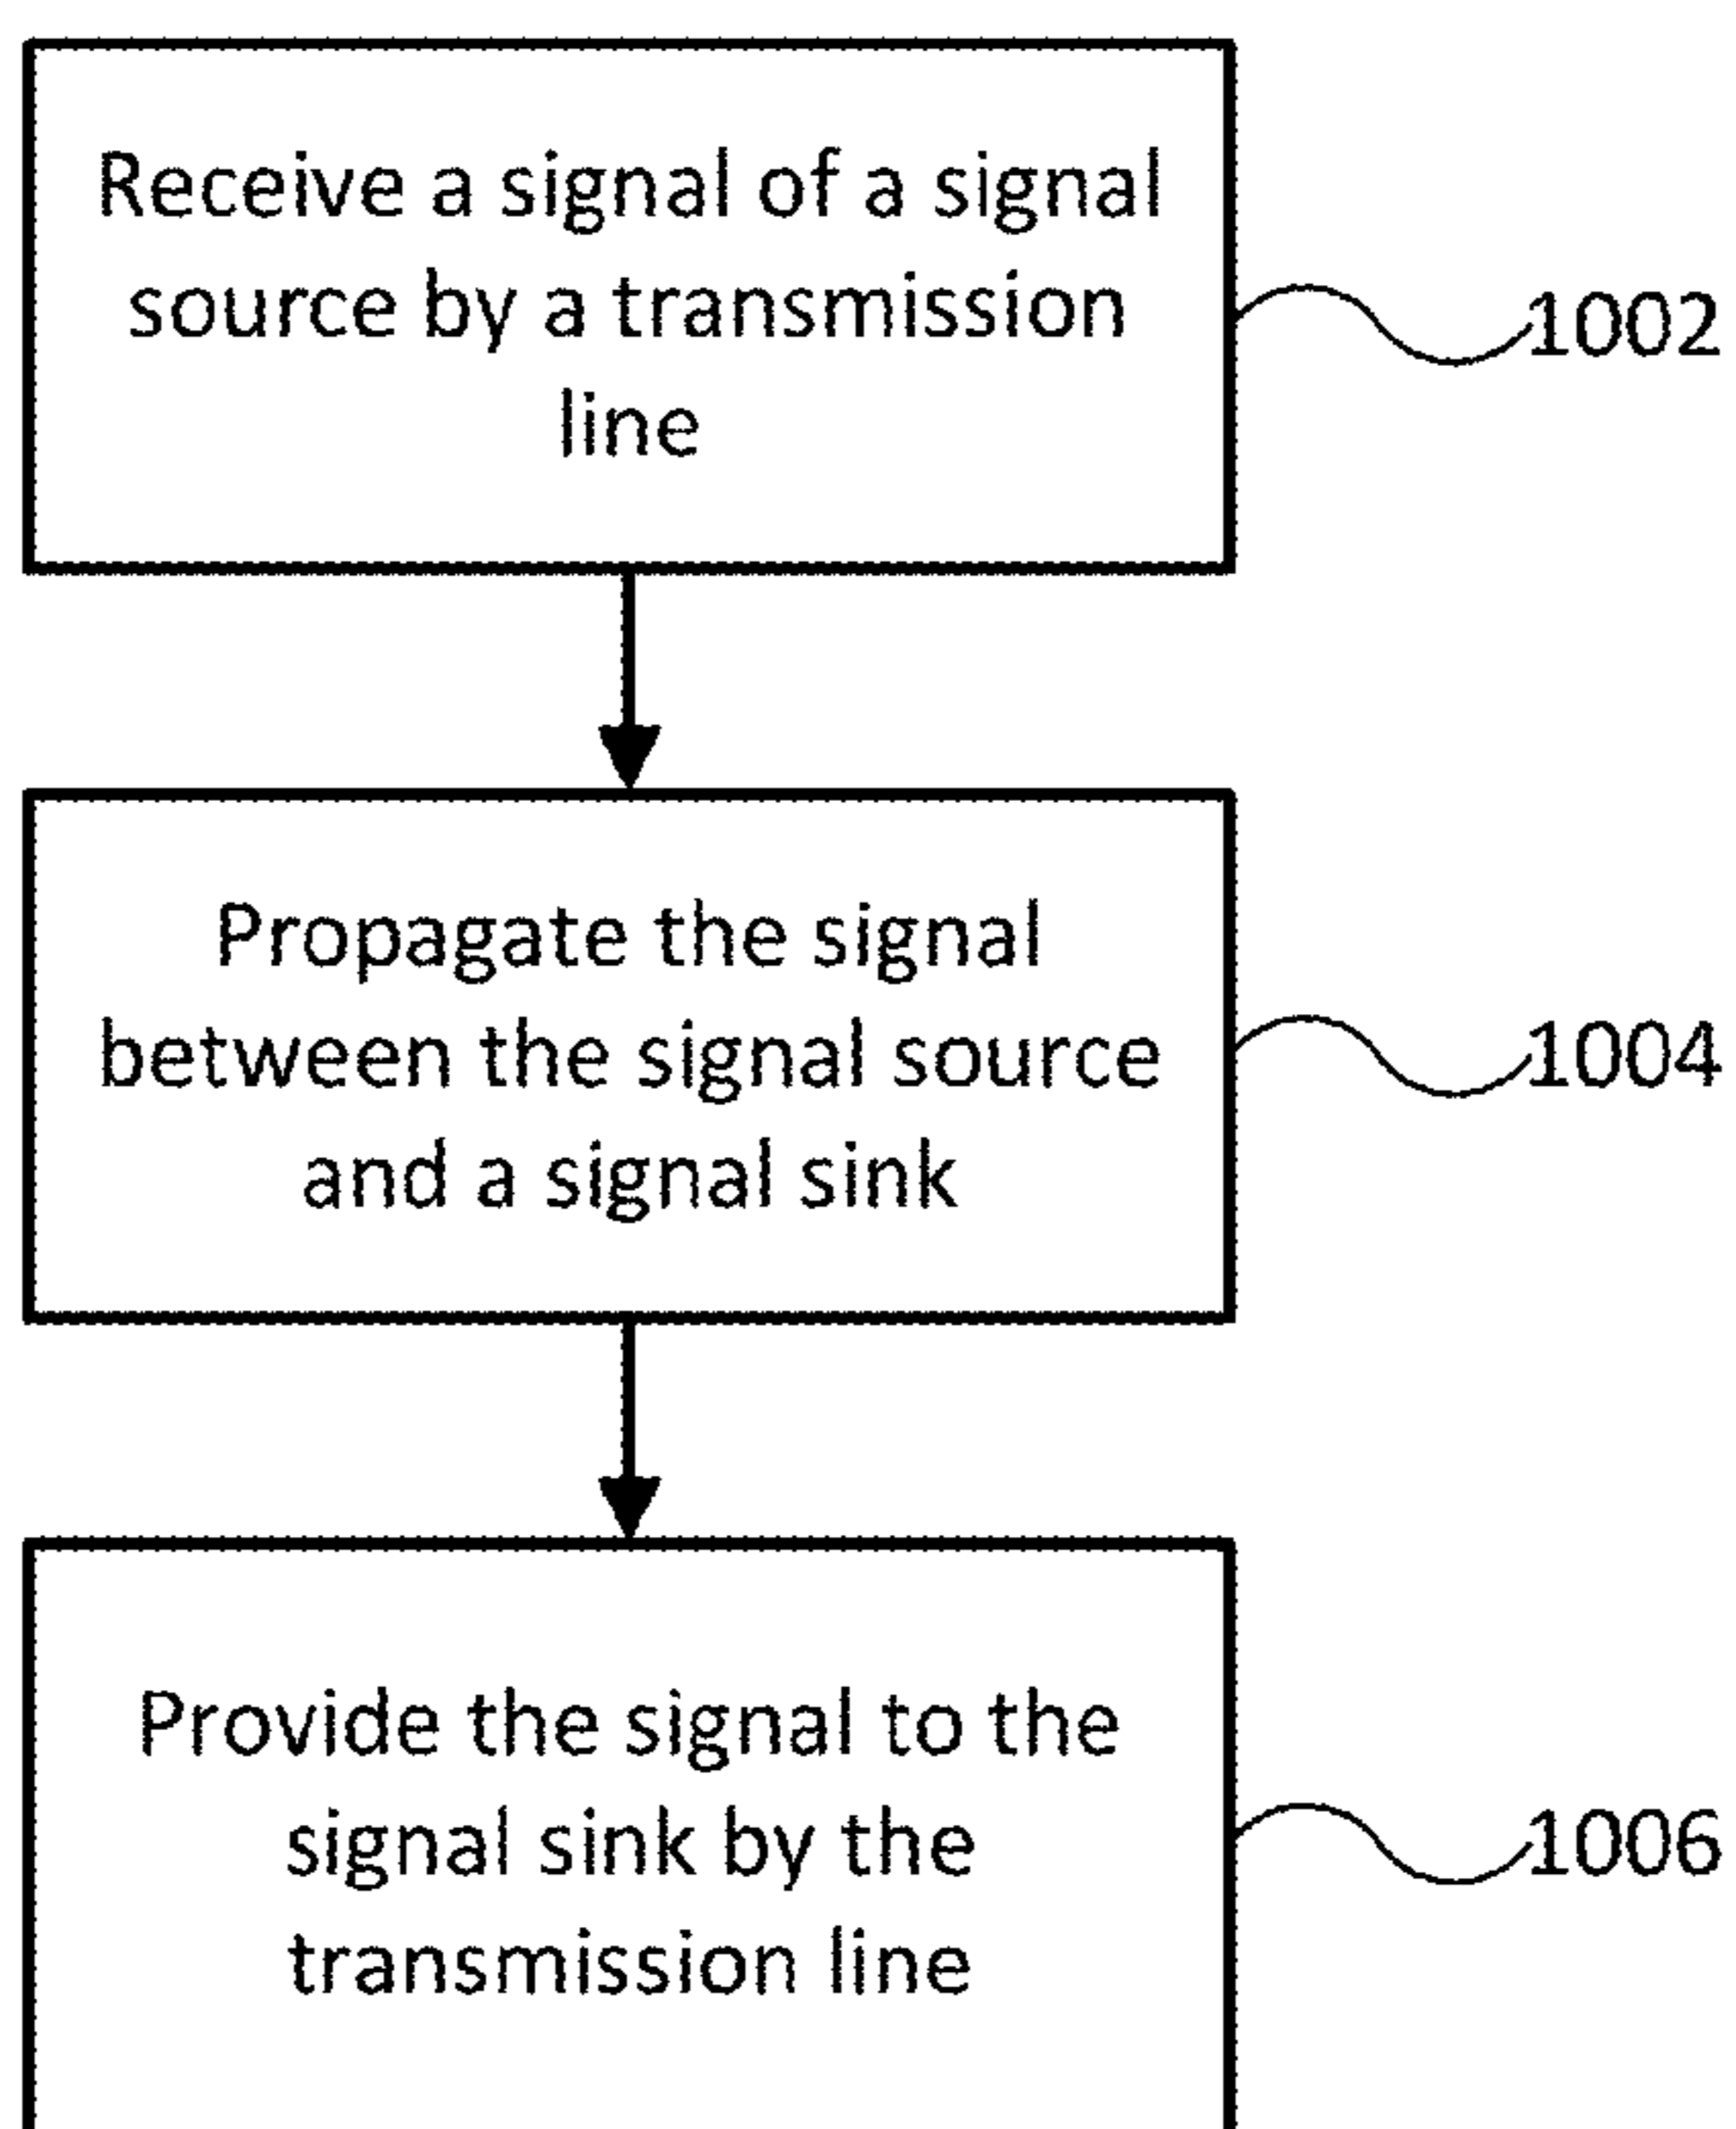 Receive a signal of a signal
source by a transmission
line
1002
Propagate the signal
between the signal source
and a signal sink
1004
Provide the signal to the
signal sink by the
transmission line
1006